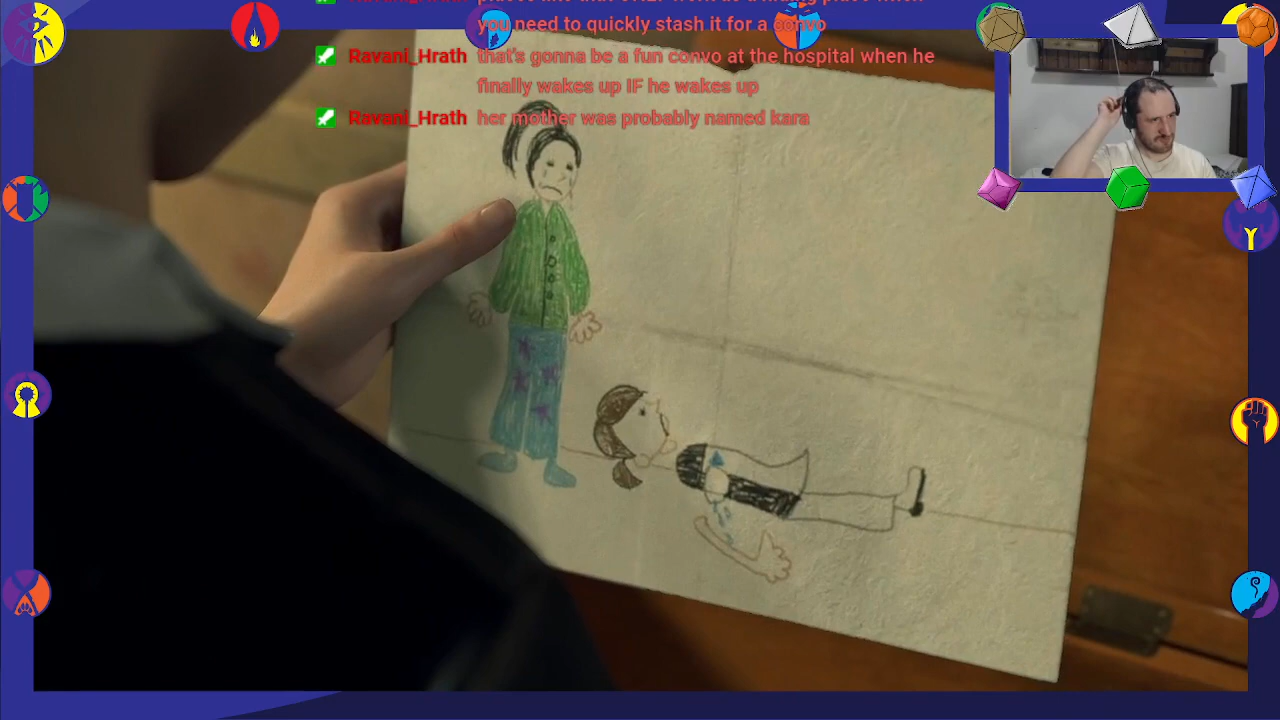 you need to quickly stash it for a convo
Ravani_Hrath that's gonna be a fun convo at the hospital when he
finally wakes up IF he wakes up
Ravani_Hrath her mother was probably named kara